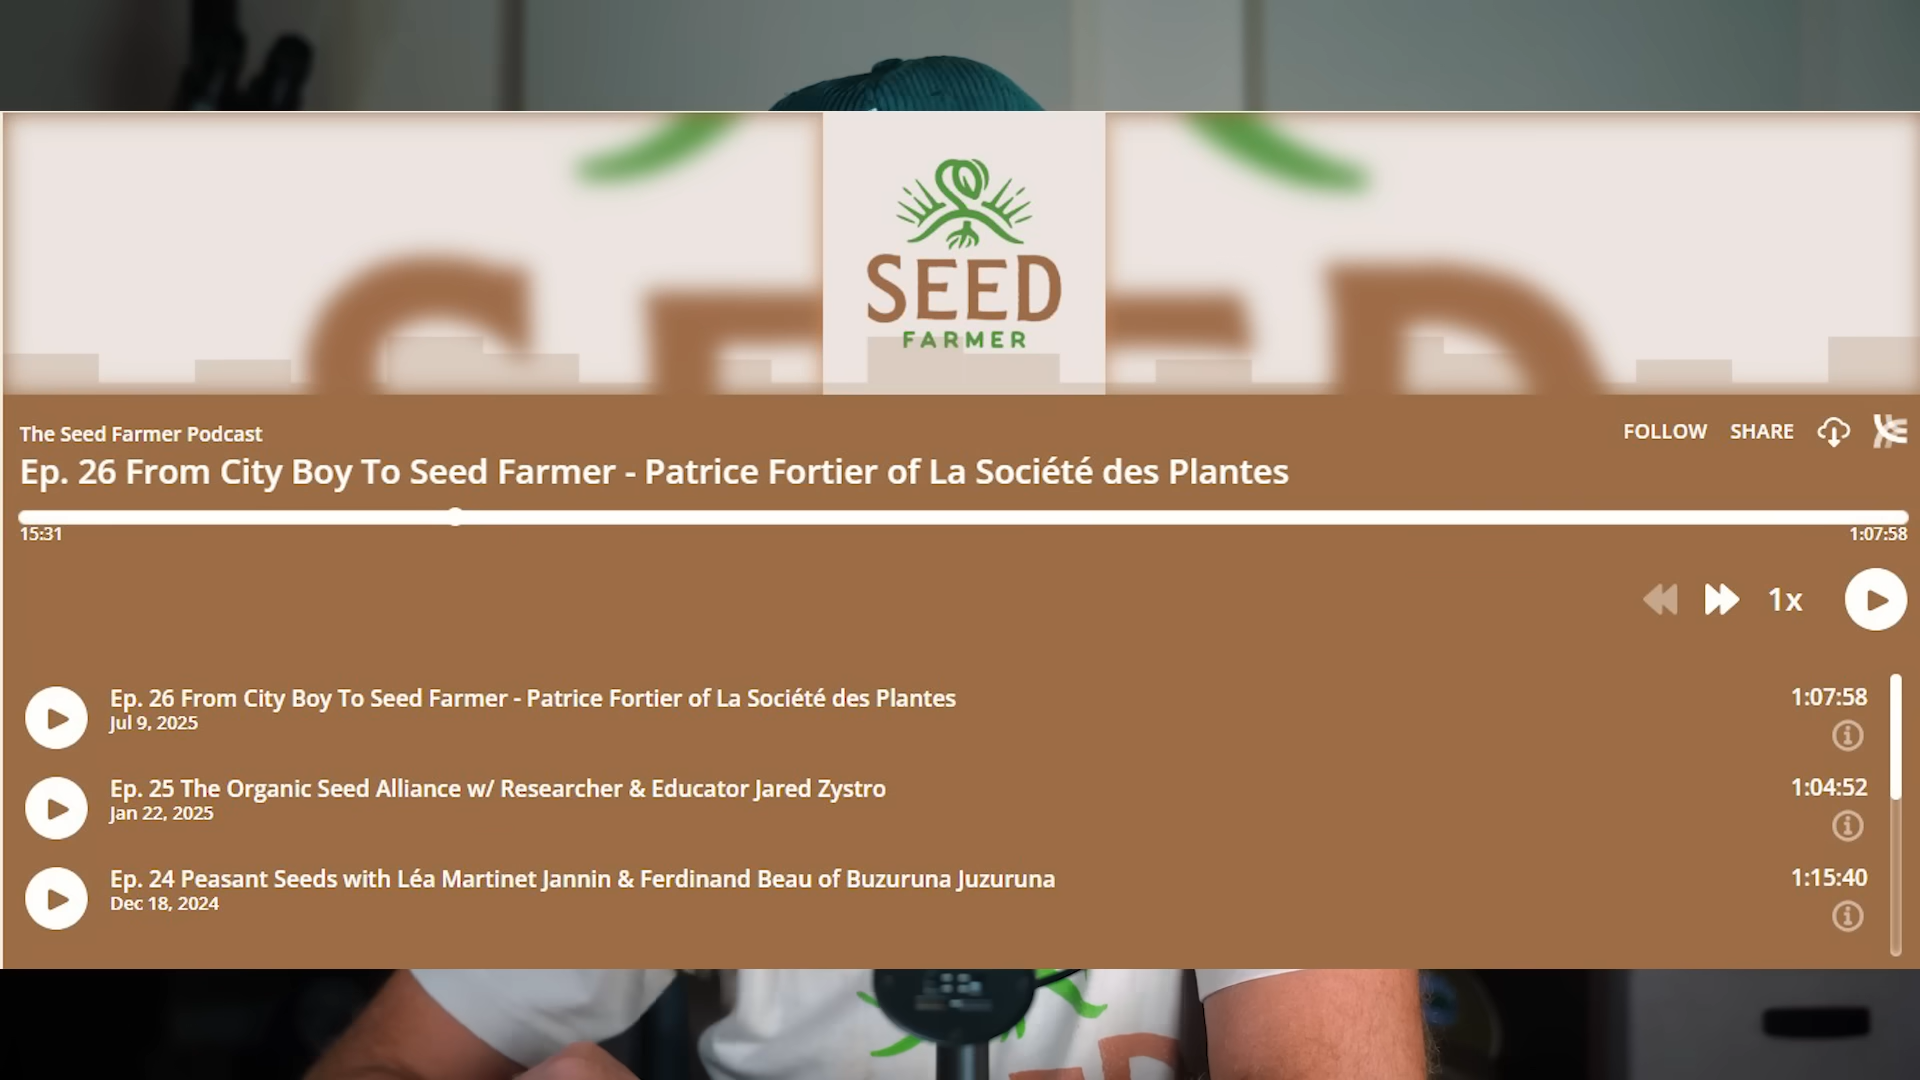 SEED
FARMER
The Seed Farmer Podcast
FOLLOW SHARE
Ep. 26 From City Boy To Seed Farmer - Patrice Fortier of La Société des Plantes
15:31
1:07:58
1x
Ep. 26 From City Boy To Seed Farmer - Patrice Fortier of La Société des Plantes
1:07:58
Jul 9, 2025
Ep. 25 The Organic Seed Alliance w/ Researcher & Educator Jared Zystro
1:04:52
Jan 22, 2025
Ep. 24 Peasant Seeds with Léa Martinet Jannin & Ferdinand Beau of Buzuruna Juzuruna
1:15:40
Dec 18, 2024